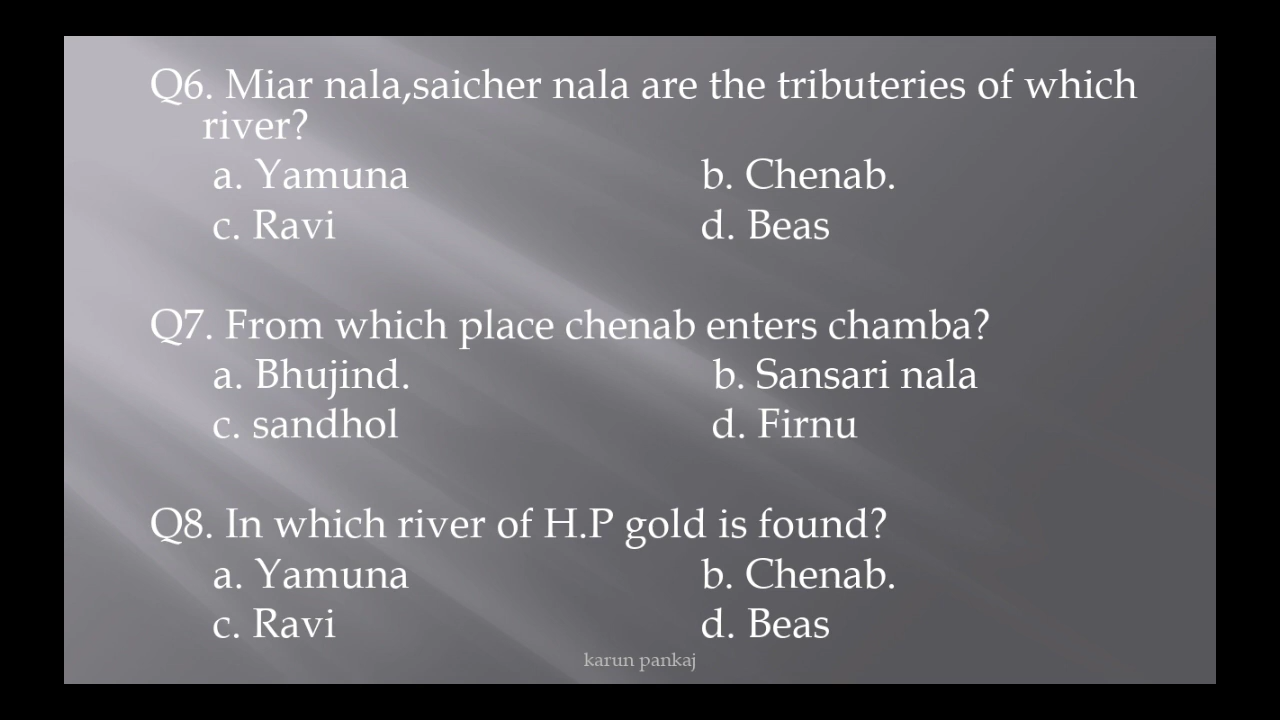 Q6. Miar nala,saicher nala are the tributeries of which
river?
a. Yamuna b. Chenab.
c. Ravi d. Beas
Q7. From which place chenab enters chamba?
a. Bhujind. b. Sansari nala
c. sandhol d. Firnu
Q8. In which river of H.P gold is found?
a. Yamuna b. Chenab.
c. Ravi d. Beas
karun pankaj